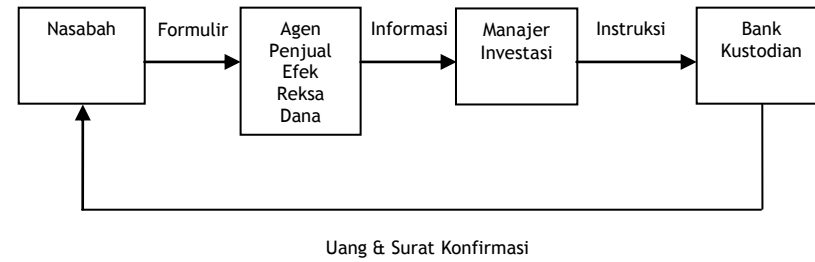 Nasabah
Formulir
Agen
Penjual
Efek
Reksa
Dana
Informasi
Manajer
Investasi
Instruksi
Bank
Kustodian
Uang & Surat Konfirmasi